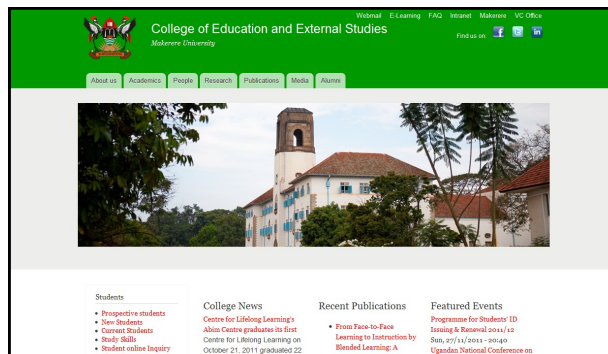 Webmail E-Learning FAQ Intranet Makerere VC Office
College of Education and External Studies
Makerere University
Find us on:
About us Academics People Research Publications Media Alumni
Students
Prospective students
New Students
Current Students
Study Skills
Student online Inquiry
College News
Centre for Lifelong Learning's
Abim Centre graduates its first
Centre for Lifelong Learning on
October 21, 2011 graduated 22
Recent Publications
From Face-to-Face
Learning to Instruction by
Blended Learning: A
Featured Events
Programme for Students' ID
Issuing & Renewal 2011/12
Sun, 27/11/2011 - 20:40
Ugandan National Conference on